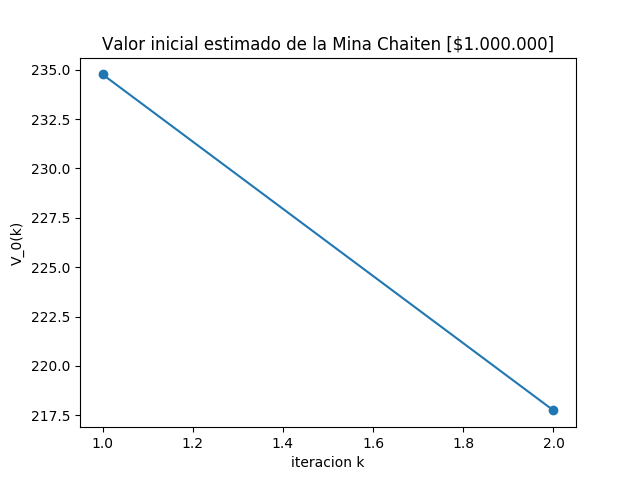 Valor inicial estimado de la Mina Chaiten [$1.000.000]
235.0
232.5
230.0
227.5
225.0
222.5
220.0
217.5
V_0(k)
1.0 1.2 1.4 1.6 1.8 2.0
iteracion k